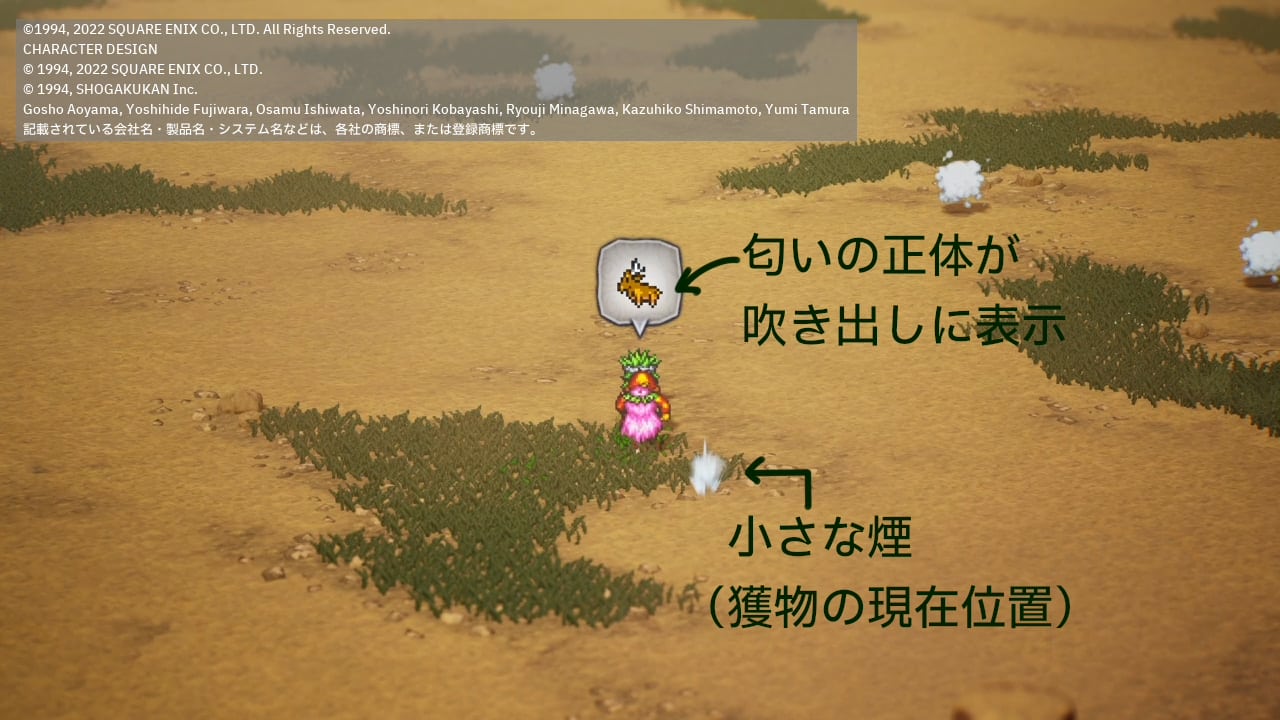 ©1994, 2022 SQUARE ENIX CO., LTD. All Rights Reserved.
CHARACTER DESIGN
© 1994, 2022 SQUARE ENIX CO., LTD.
© 1994, SHOGAKUKAN Inc.
Gosho Aoyama, Yoshihide Fujiwara, Osamu Ishiwata, Yoshinori Kobayashi, Ryouji Minagawa, Kazuhiko Shimamoto, Yumi Tamura
記載されている会社名・製品名・システム名などは、各社の商標、または登録商標です。
匂いの正体が
吹き出しに表示
小さな煙
（獲物の現在位置）